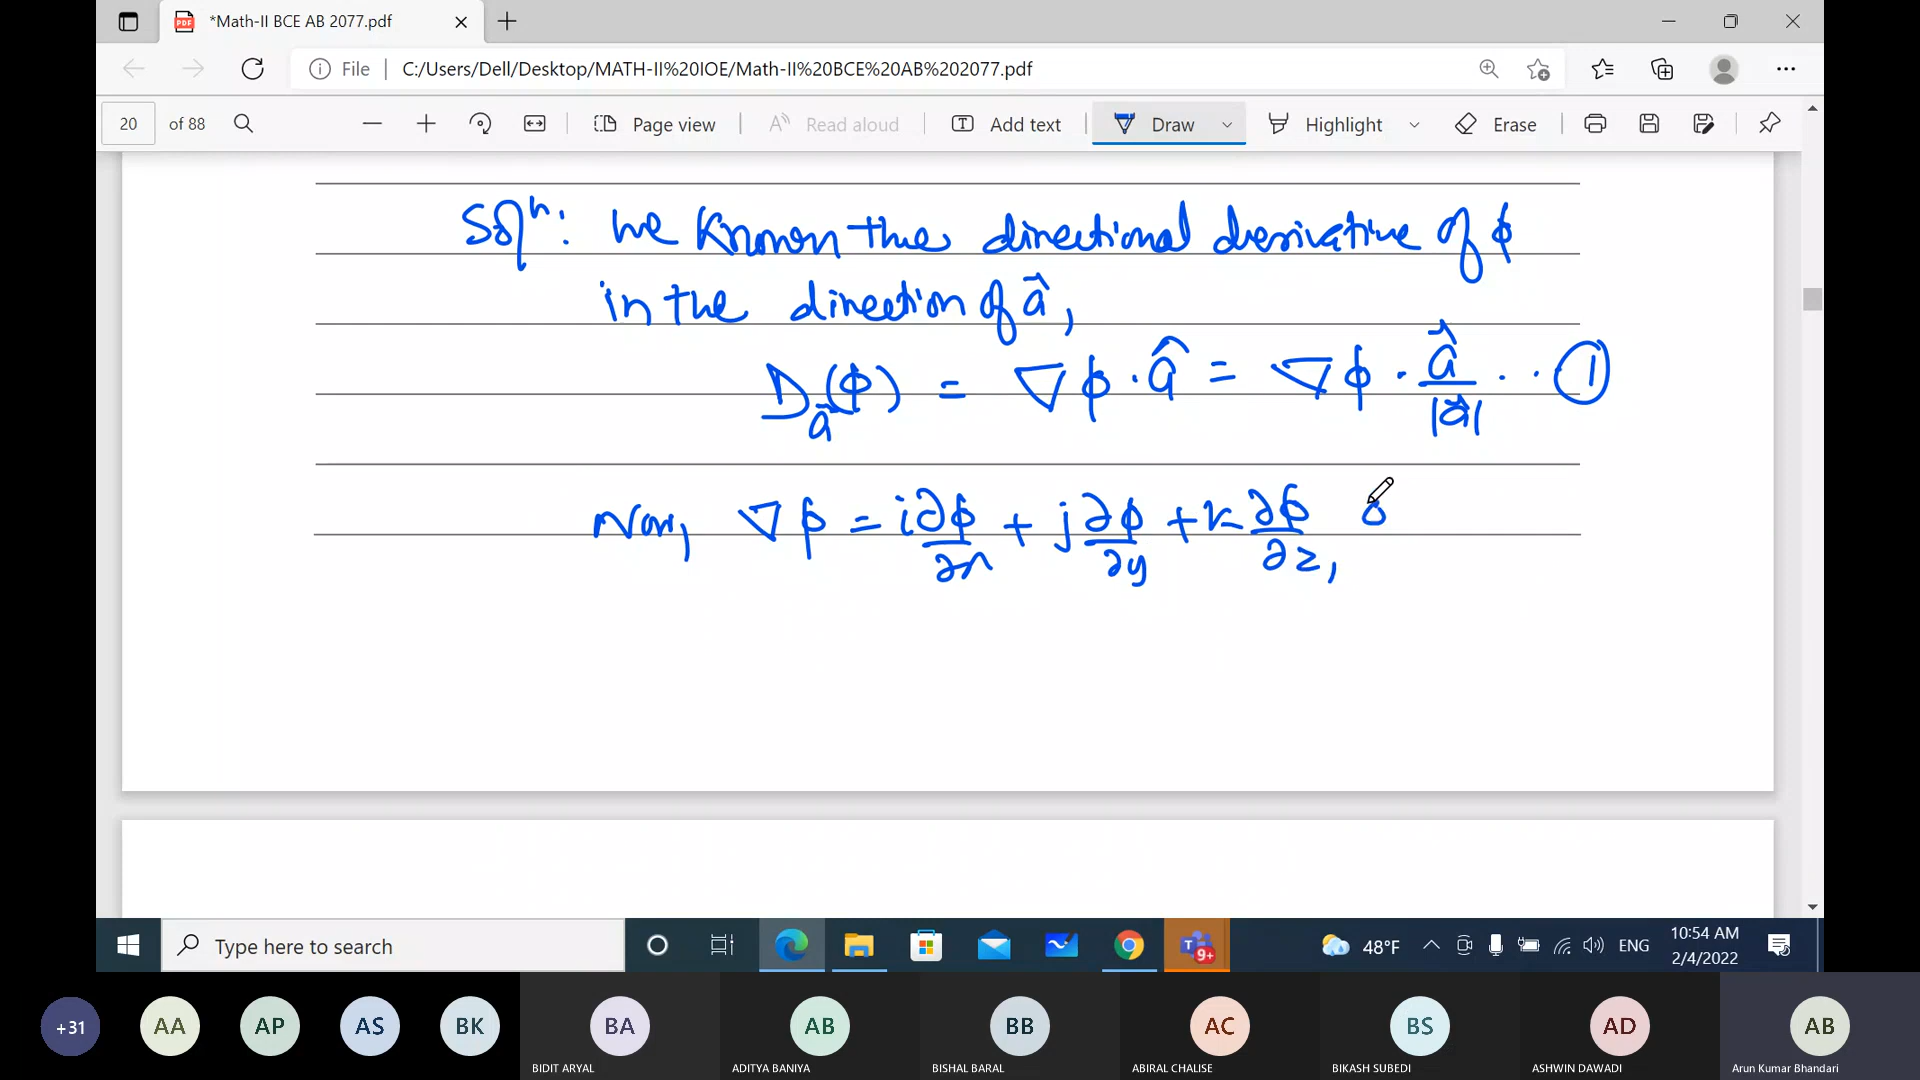 *Math-II BCE AB 2077.pdf
File C:/Users/Dell/Desktop/MATH-II%20IOE/Math-II%20BCE%20AB%202077.pdf
20 of 88 Page view Read aloud Add text Draw Highlight Erase
Solⁿ: We known the directional derivative of ϕ
in the direction of a⃗,
D_a⃗(ϕ) = ∇ϕ · â = ∇ϕ · a⃗/|a⃗| ... ①
Now, ∇ϕ = i ∂ϕ/∂x + j ∂ϕ/∂y + k ∂ϕ/∂z,
Type here to search
9+
48°F ENG 10:54 AM
2/4/2022
+31 AA AP AS BK BA AB BB AC BS AD AB
BIDIT ARYAL ADITYA BANIYA BISHAL BARAL ABIRAL CHALISE BIKASH SUBEDI ASHWIN DAWADI Arun Kumar Bhandari